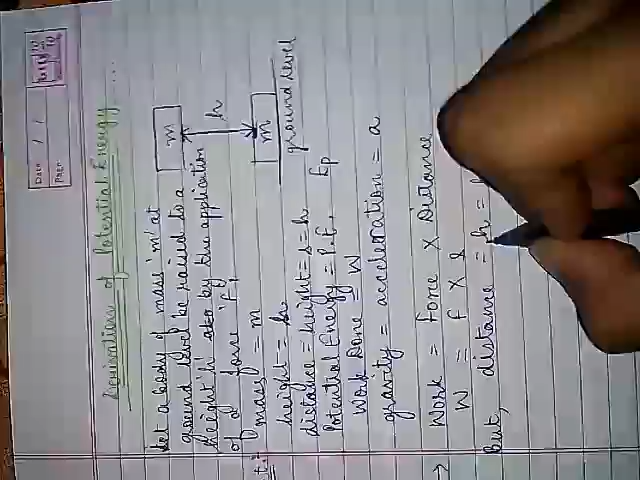 Date / /
Page
Derivation of Potential Energy....
Let a body of mass 'm' at
ground level be raised to a
height 'h' also by the application
of a force 'F'.
m
h
m
ground level
mass = m
height = h
distance = height = s = h
Potential Energy = P.E, Ep
Work Done = W
gravity = acceleration = a
→ Work = Force X Distance
W = F X s
But, distance = h =